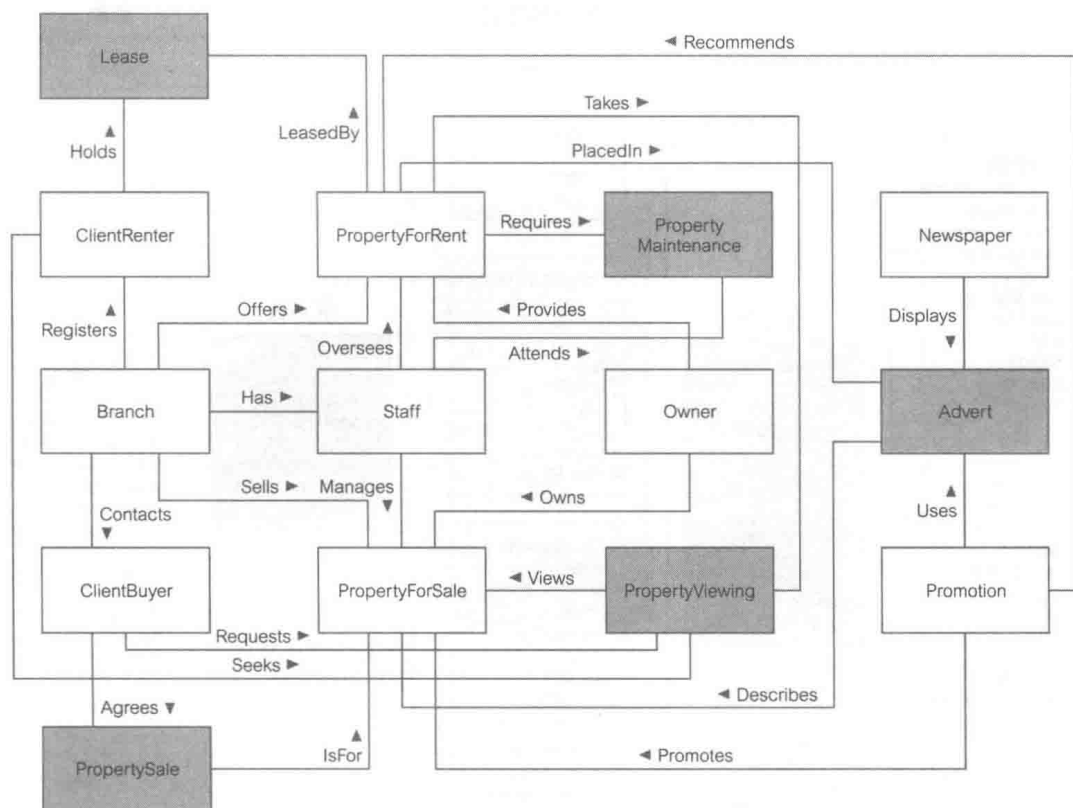 Lease
◄ Recommends
Takes ►
▲
Holds
▲
LeasedBy
PlacedIn ►
ClientRenter
PropertyForRent
Requires ►
Property
Maintenance
Newspaper
▲
Registers
Offers ►
▲
Oversees
◄ Provides
Attends ►
Displays
▼
Branch
Has ►
Staff
Owner
Advert
Contacts
▼
Sells ►
Manages
▼
◄ Owns
▲
Uses
ClientBuyer
PropertyForSale
◄ Views
PropertyViewing
Promotion
Requests ►
Seeks ►
Agrees ▼
◄ Describes
PropertySale
▲
IsFor
◄ Promotes